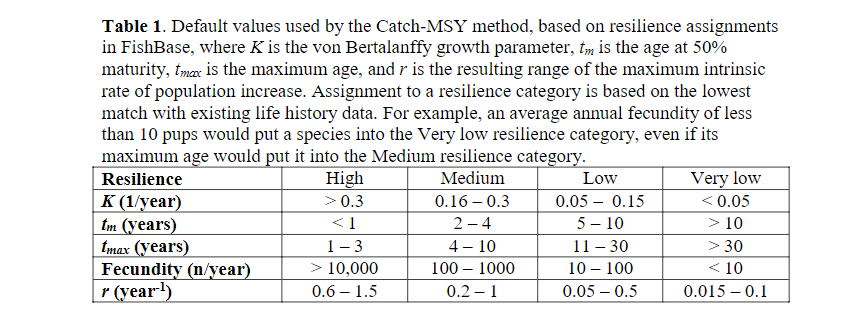 Table 1. Default values used by the Catch-MSY method, based on resilience assignments
in FishBase, where K is the von Bertalanffy growth parameter, tm is the age at 50%
maturity, tmax is the maximum age, and r is the resulting range of the maximum intrinsic
rate of population increase. Assignment to a resilience category is based on the lowest
match with existing life history data. For example, an average annual fecundity of less
than 10 pups would put a species into the Very low resilience category, even if its
maximum age would put it into the Medium resilience category.
Resilience High Medium Low Very low
K (1/year) > 0.3 0.16 – 0.3 0.05 – 0.15 < 0.05
tm (years) < 1 2 – 4 5 – 10 > 10
tmax (years) 1 – 3 4 – 10 11 – 30 > 30
Fecundity (n/year) > 10,000 100 – 1000 10 – 100 < 10
r (year-1) 0.6 – 1.5 0.2 – 1 0.05 – 0.5 0.015 – 0.1